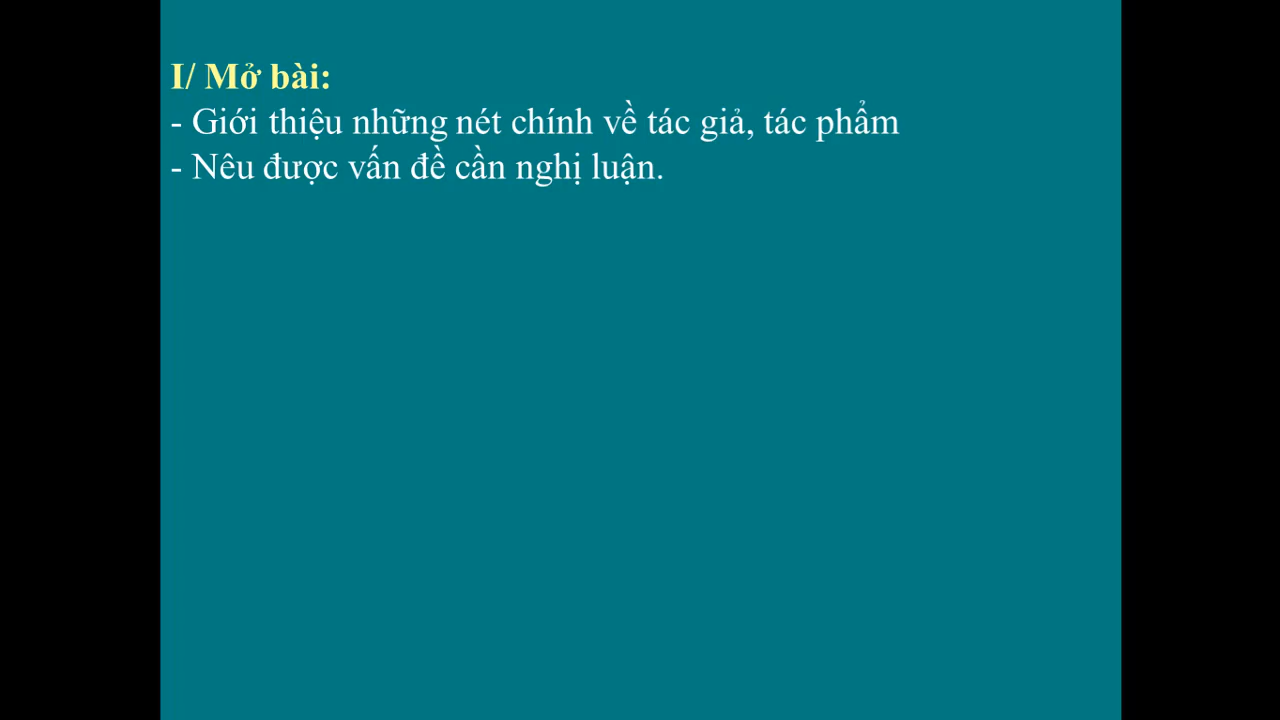 I/ Mở bài:
- Giới thiệu những nét chính về tác giả, tác phẩm
- Nêu được vấn đề cần nghị luận.